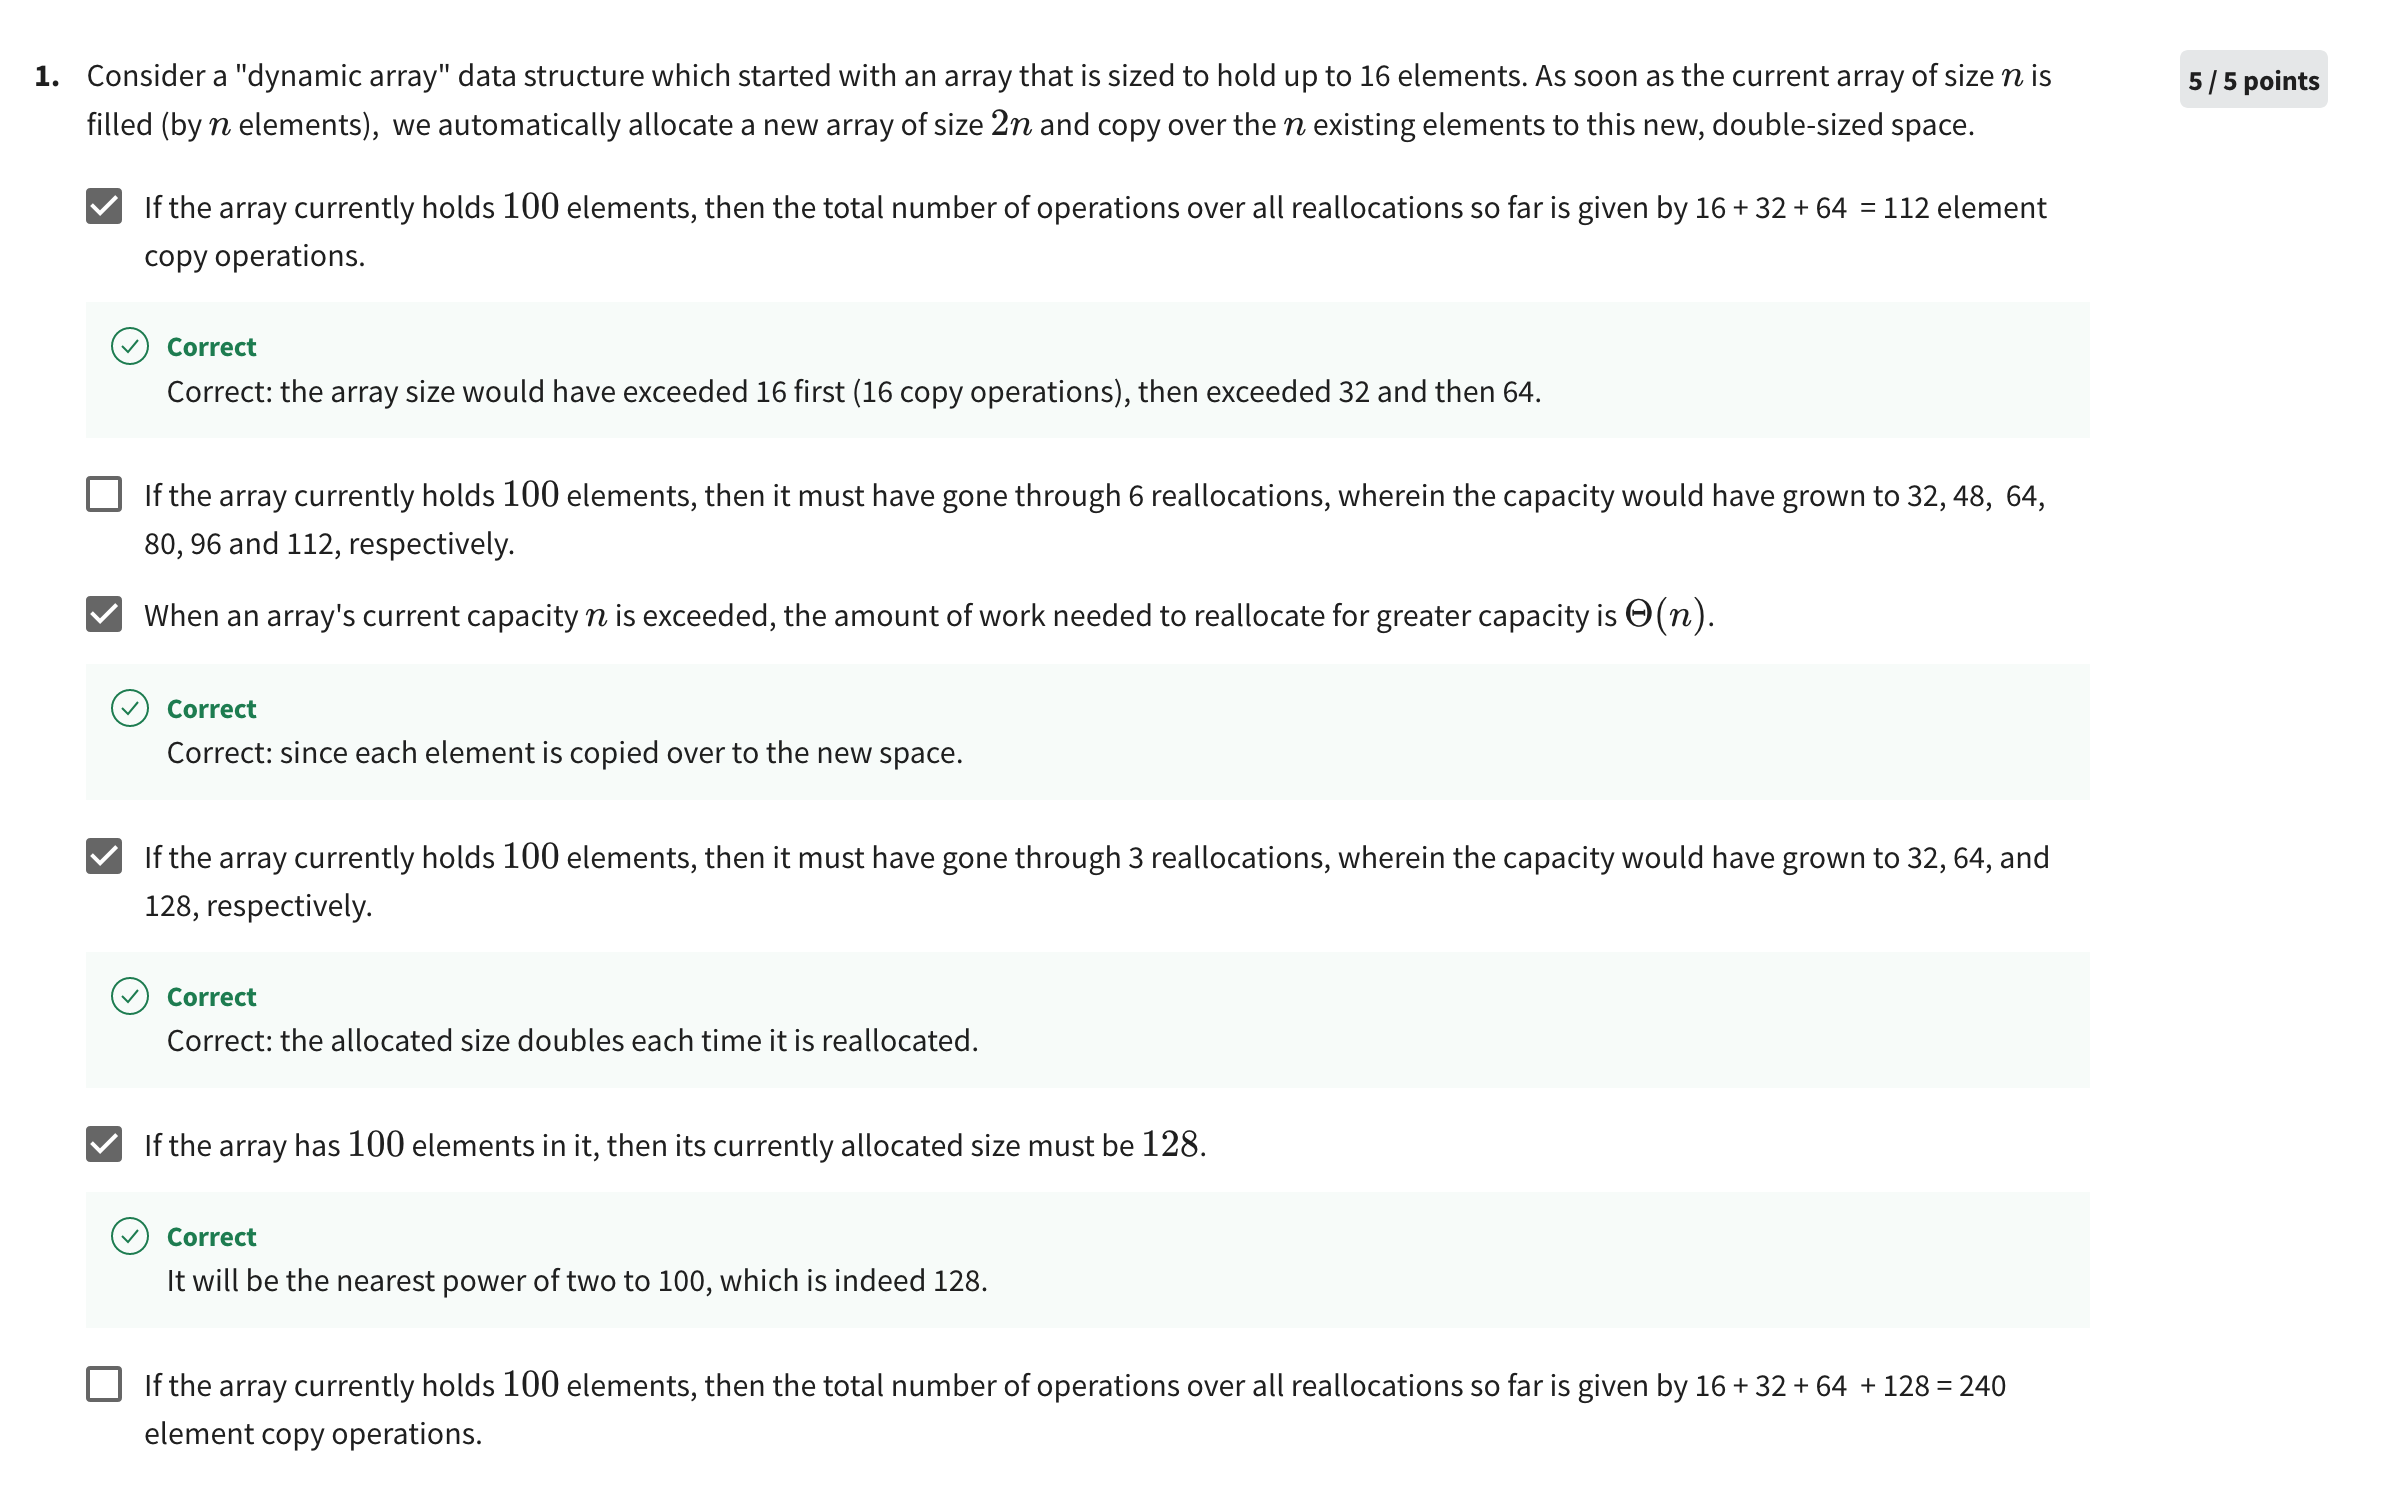 1. Consider a "dynamic array" data structure which started with an array that is sized to hold up to 16 elements. As soon as the current array of size n is
5 / 5 points
filled (by n elements),  we automatically allocate a new array of size 2n and copy over the n existing elements to this new, double-sized space.
If the array currently holds 100 elements, then the total number of operations over all reallocations so far is given by 16 + 32 + 64  = 112 element
copy operations.
Correct
Correct: the array size would have exceeded 16 first (16 copy operations), then exceeded 32 and then 64.
If the array currently holds 100 elements, then it must have gone through 6 reallocations, wherein the capacity would have grown to 32, 48,  64,
80, 96 and 112, respectively.
When an array's current capacity n is exceeded, the amount of work needed to reallocate for greater capacity is Θ(n).
Correct
Correct: since each element is copied over to the new space.
If the array currently holds 100 elements, then it must have gone through 3 reallocations, wherein the capacity would have grown to 32, 64, and
128, respectively.
Correct
Correct: the allocated size doubles each time it is reallocated.
If the array has 100 elements in it, then its currently allocated size must be 128.
Correct
It will be the nearest power of two to 100, which is indeed 128.
If the array currently holds 100 elements, then the total number of operations over all reallocations so far is given by 16 + 32 + 64  + 128 = 240
element copy operations.